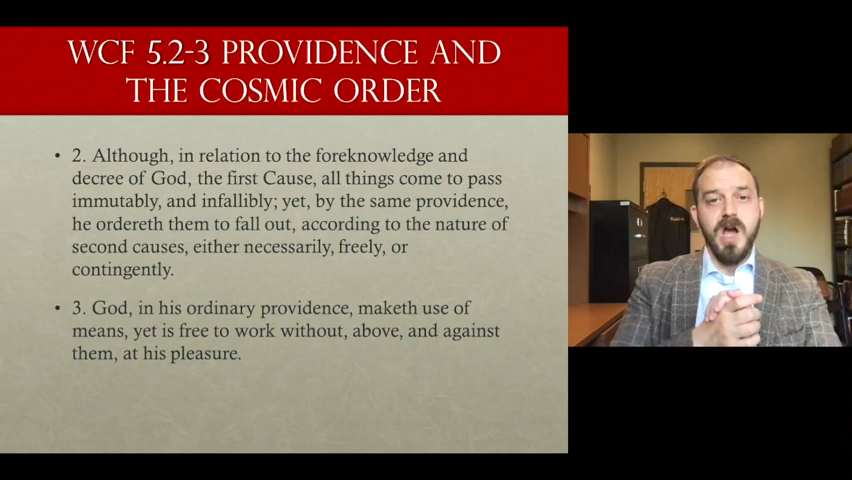 WCF 5.2-3 PROVIDENCE AND
THE COSMIC ORDER
• 2. Although, in relation to the foreknowledge and
decree of God, the first Cause, all things come to pass
immutably, and infallibly; yet, by the same providence,
he ordereth them to fall out, according to the nature of
second causes, either necessarily, freely, or
contingently.
• 3. God, in his ordinary providence, maketh use of
means, yet is free to work without, above, and against
them, at his pleasure.